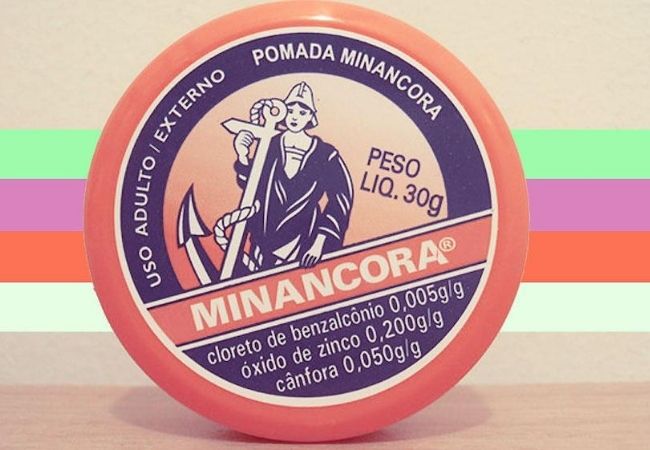 POMADA MINANCORA
USO ADULTO / EXTERNO
PESO
LIQ. 30g
MINANCORA®
cloreto de benzalcônio 0,005g/g
óxido de zinco 0,200g/g
cânfora 0,050g/g